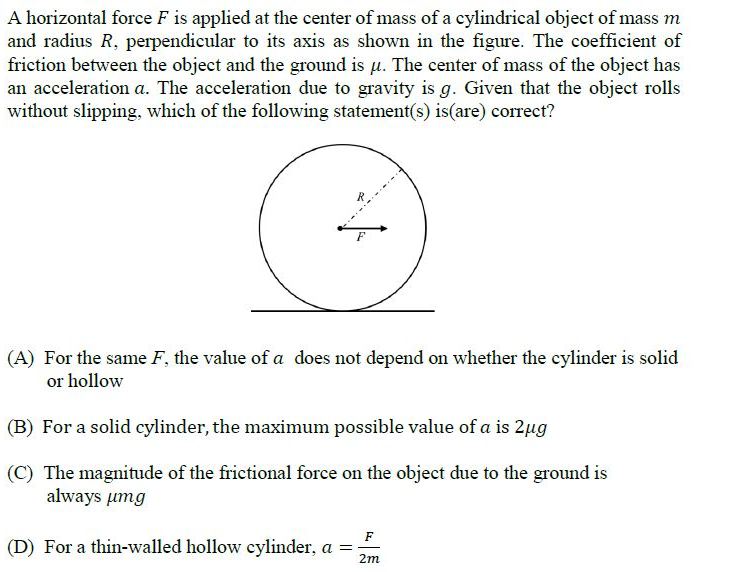 A horizontal force F is applied at the center of mass of a cylindrical object of mass m
and radius R, perpendicular to its axis as shown in the figure. The coefficient of
friction between the object and the ground is μ. The center of mass of the object has
an acceleration a. The acceleration due to gravity is g. Given that the object rolls
without slipping, which of the following statement(s) is(are) correct?
R
F
(A) For the same F, the value of a does not depend on whether the cylinder is solid
or hollow
(B) For a solid cylinder, the maximum possible value of a is 2μg
(C) The magnitude of the frictional force on the object due to the ground is
always μmg
(D) For a thin-walled hollow cylinder, a = F/2m